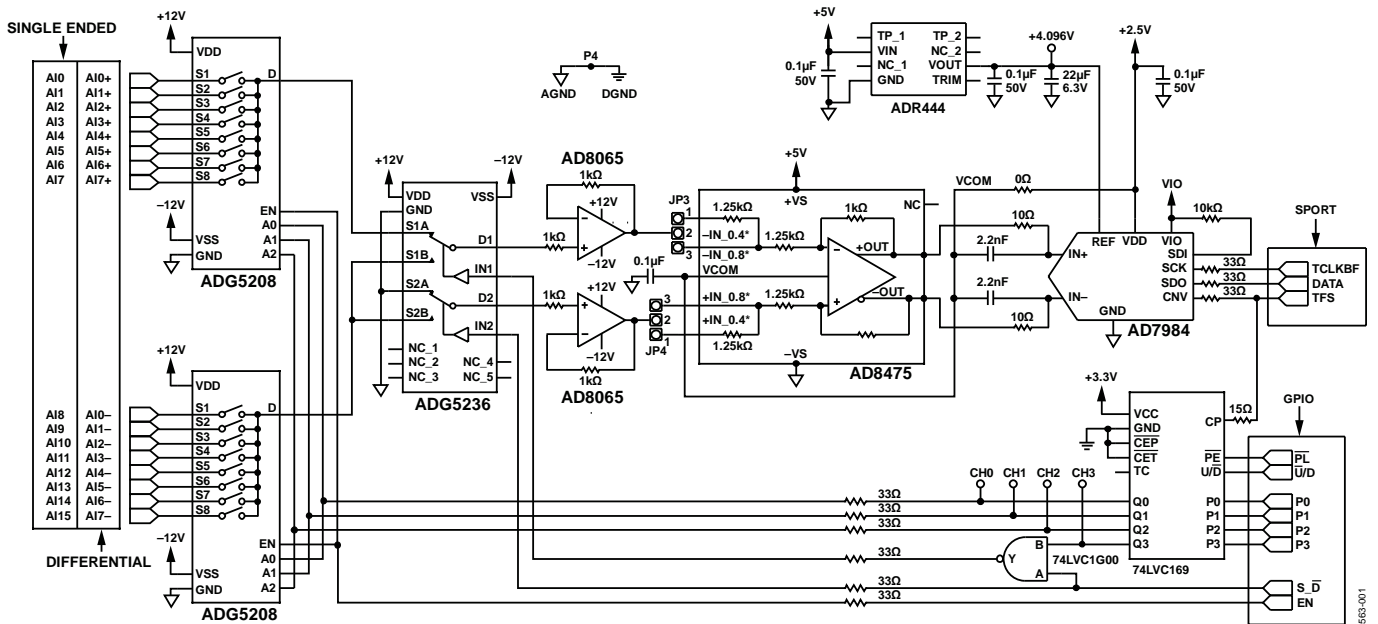 SINGLE ENDED
AI0 AI0+
AI1 AI1+
AI2 AI2+
AI3 AI3+
AI4 AI4+
AI5 AI5+
AI6 AI6+
AI7 AI7+
AI8 AI0–
AI9 AI1–
AI10 AI2–
AI11 AI3–
AI12 AI4–
AI13 AI5–
AI14 AI6–
AI15 AI7–
DIFFERENTIAL
+12V
VDD
S1
D
S2
S3
S4
S5
S6
S7
S8
EN
A0
A1
A2
–12V
VSS
GND
ADG5208
+12V
VDD
S1
D
S2
S3
S4
S5
S6
S7
S8
EN
A0
A1
A2
–12V
VSS
GND
ADG5208
P4
AGND
DGND
+12V
–12V
VDD
VSS
GND
S1A
D1
S1B
IN1
S2A
D2
S2B
IN2
NC_1
NC_2
NC_3
NC_4
NC_5
ADG5236
AD8065
1kΩ
+12V
1kΩ
–
+
–12V
+12V
1kΩ
+
–
–12V
1kΩ
AD8065
JP3
1
2
3
3
2
1
JP4
0.1µF
VCOM
+5V
+VS
NC
1.25kΩ
–IN_0.4*
–IN_0.8*
1.25kΩ
1kΩ
+OUT
–
+
–OUT
+IN_0.8*
+IN_0.4*
1.25kΩ
1.25kΩ
–VS
AD8475
+5V
0.1µF
50V
TP_1
VIN
NC_1
GND
TP_2
NC_2
VOUT
TRIM
ADR444
+4.096V
0.1µF
50V
22µF
6.3V
+2.5V
0.1µF
50V
VCOM
0Ω
10Ω
2.2nF
2.2nF
10Ω
REF VDD
VIO
VIO
10kΩ
IN+
IN–
SDI
SCK
SDO
CNV
GND
AD7984
33Ω
33Ω
33Ω
SPORT
TCLKBF
DATA
TFS
+3.3V
VCC
GND
CEP
CET
TC
CP
15Ω
PE
U/D
Q0
Q1
Q2
Q3
P0
P1
P2
P3
74LVC169
GPIO
PL
U/D
P0
P1
P2
P3
S_D
EN
CH0
CH1
CH2
CH3
33Ω
33Ω
33Ω
33Ω
33Ω
33Ω
Y
B
A
74LVC1G00
563-001